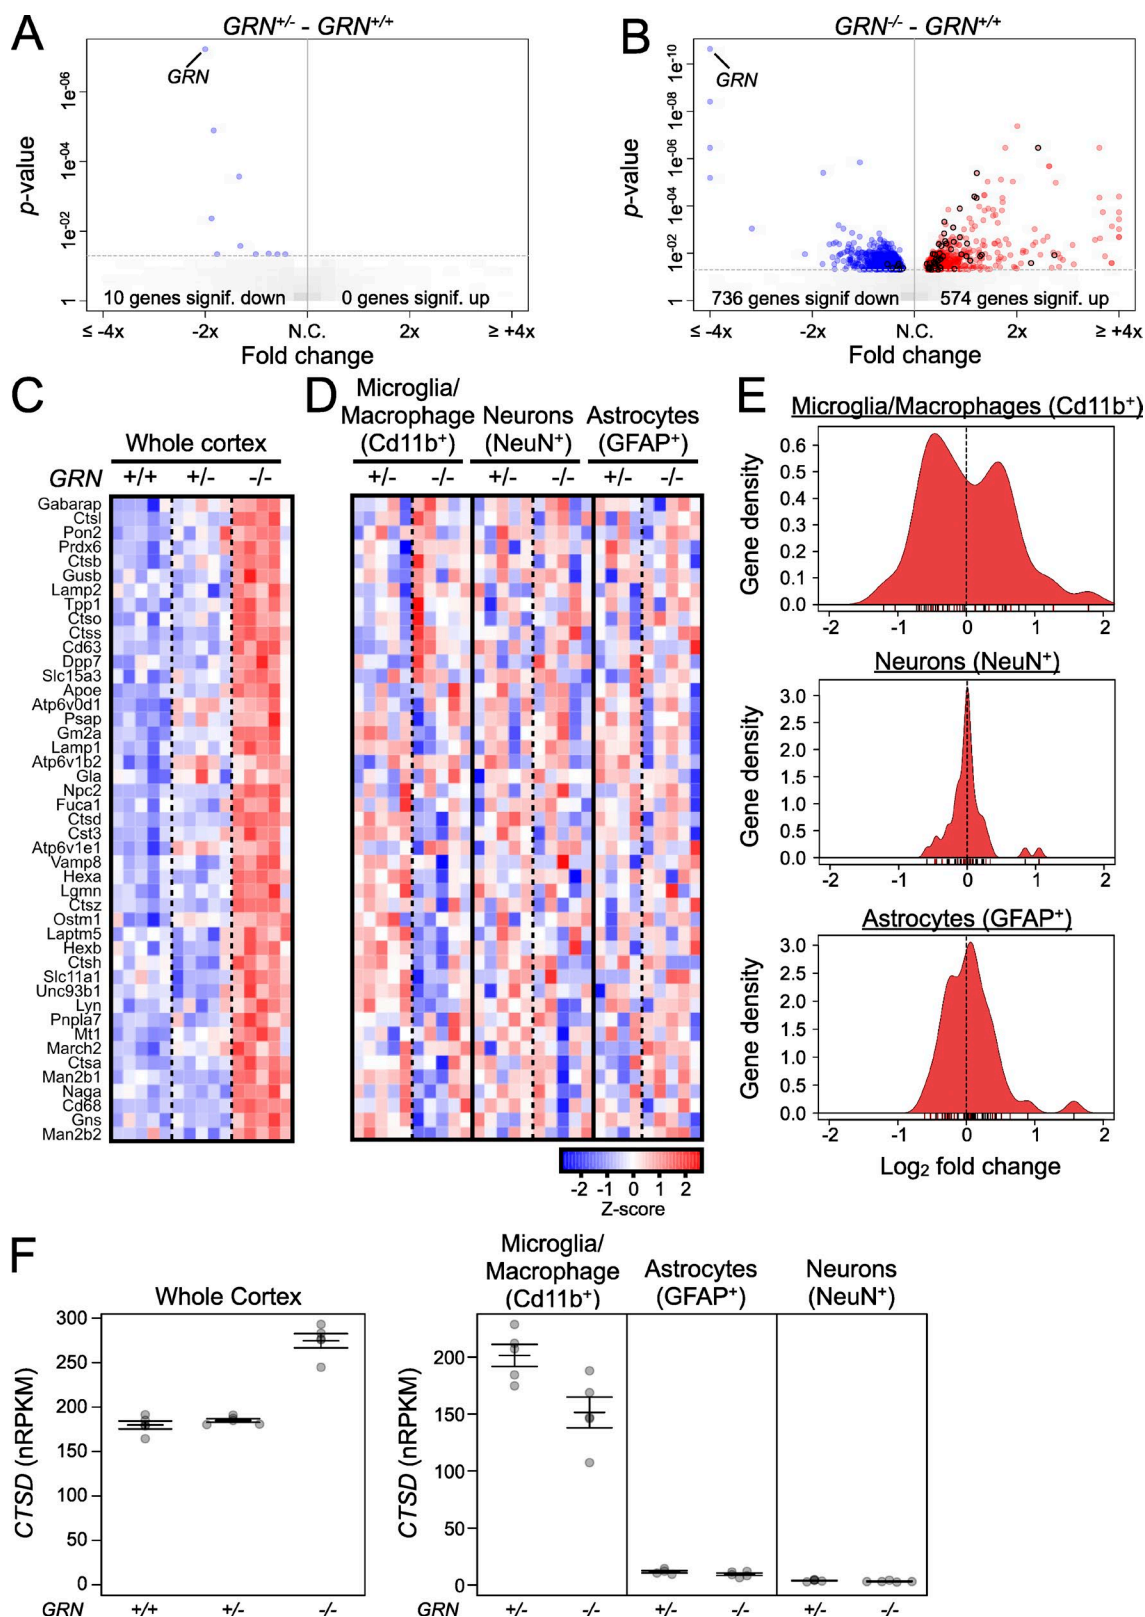 A
GRN+/- - GRN+/+
GRN
1e-06
1e-04
1e-02
1
p-value
10 genes signif. down
0 genes signif. up
≤ -4x
-2x
N.C.
2x
≥ +4x
Fold change
B
GRN-/- - GRN+/+
GRN
1e-10
1e-08
1e-06
1e-04
1e-02
1
p-value
736 genes signif down
574 genes signif. up
≤ -4x
-2x
N.C.
2x
≥ +4x
Fold change
C
Whole cortex
GRN
+/+
+/-
-/-
Gabarap
Ctsl
Pon2
Prdx6
Ctsb
Gusb
Lamp2
Tpp1
Ctso
Ctss
Cd63
Dpp7
Slc15a3
Apoe
Atp6v0d1
Psap
Gm2a
Lamp1
Atp6v1b2
Gla
Npc2
Fuca1
Ctsd
Cst3
Atp6v1e1
Vamp8
Hexa
Lgmn
Ctsz
Ostm1
Laptm5
Hexb
Ctsh
Slc11a1
Unc93b1
Lyn
Pnpla7
Mt1
March2
Ctsa
Man2b1
Naga
Cd68
Gns
Man2b2
D
Microglia/
Macrophage
(Cd11b+)
Neurons
(NeuN+)
Astrocytes
(GFAP+)
+/-
-/-
+/-
-/-
+/-
-/-
-2 -1 0 1 2
Z-score
E
Microglia/Macrophages (Cd11b+)
Gene density
0.6
0.5
0.4
0.3
0.2
0.1
0.0
-2 -1 0 1 2
Neurons (NeuN+)
Gene density
3.0
2.5
2.0
1.5
1.0
0.5
0.0
-2 -1 0 1 2
Astrocytes (GFAP+)
Gene density
3.0
2.5
2.0
1.5
1.0
0.5
0.0
-2 -1 0 1 2
Log2 fold change
F
Whole Cortex
CTSD (nRPKM)
300
250
200
150
100
50
0
GRN +/+ +/- -/-
Microglia/
Macrophage
(Cd11b+)
Astrocytes
(GFAP+)
Neurons
(NeuN+)
CTSD (nRPKM)
200
150
100
50
0
GRN +/- -/- +/- -/- +/- -/-